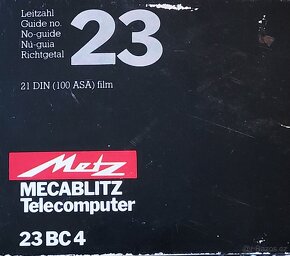 Leitzahl
Guide no.
No-guide
Nú-guia
Richtgetal
23
21 DIN (100 ASA) film
Metz
MECABLITZ
Telecomputer
23 BC 4